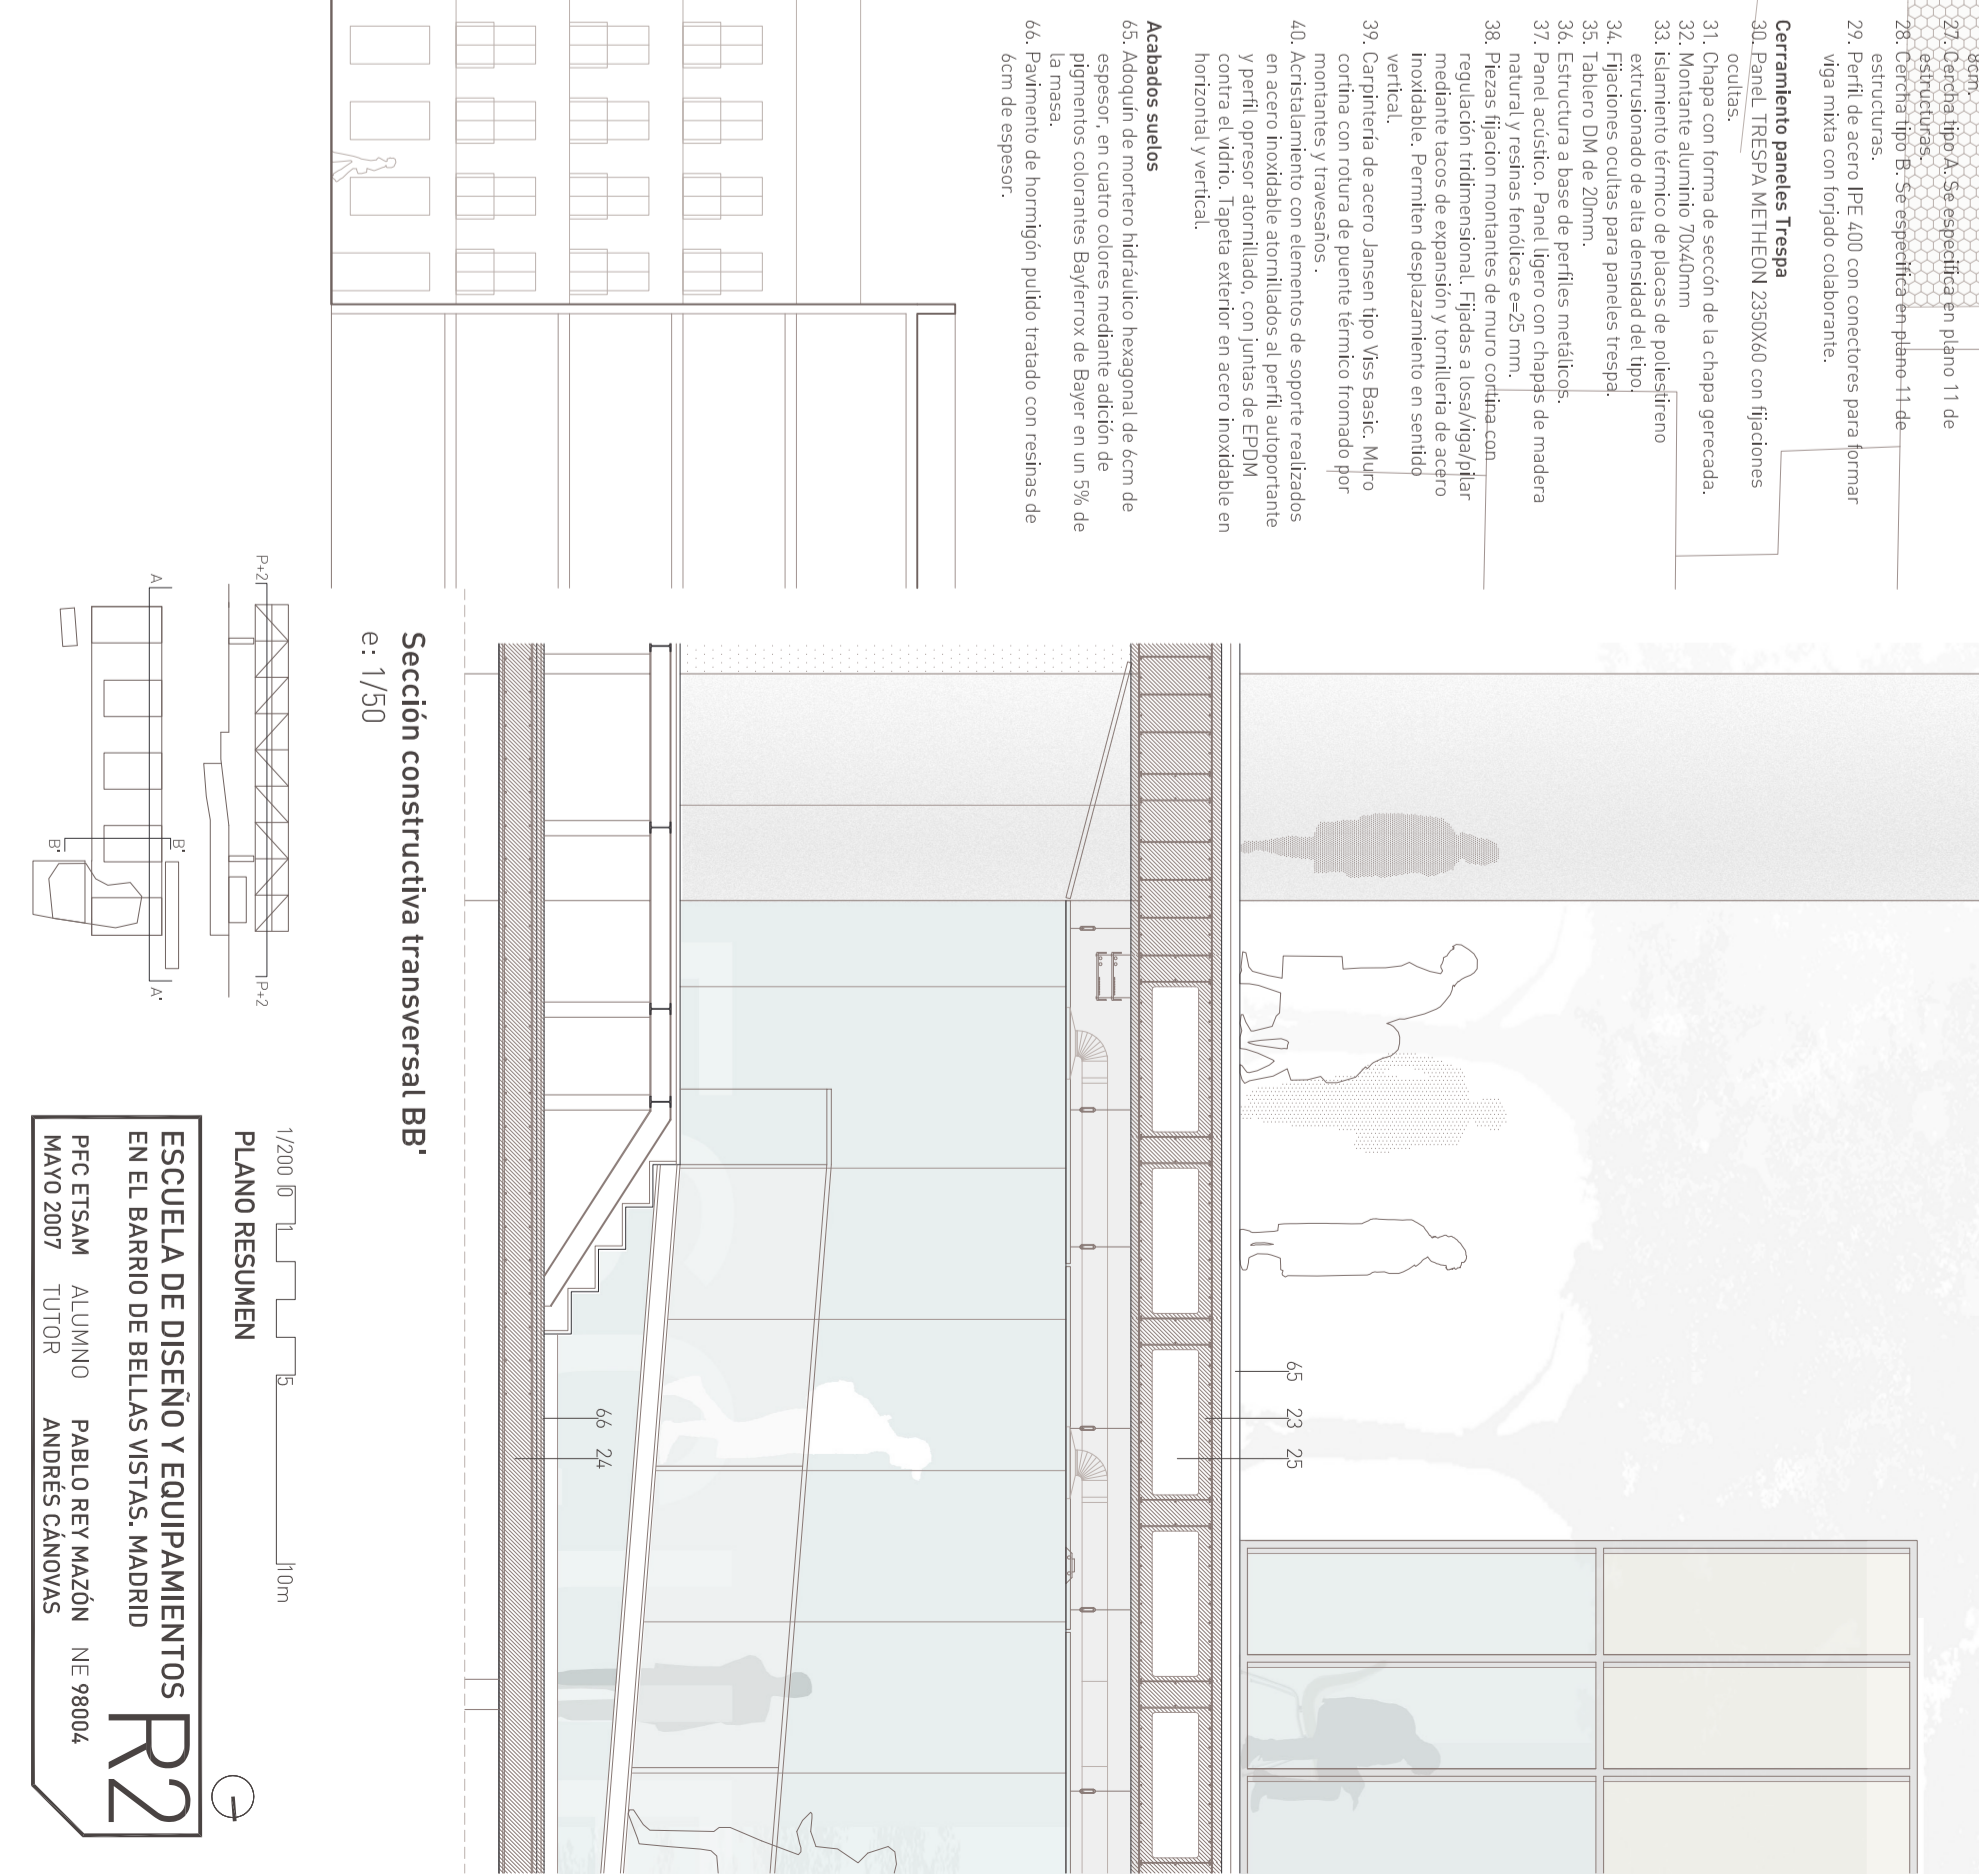 8cm.
27. Cercha tipo A. Se especifica en plano 11 de
estructuras.
28. Cercha tipo B. Se especifica en plano 11 de
estructuras.
29. Perfil de acero IPE 400 con conectores para formar
viga mixta con forjado colaborante.
Cerramiento paneles Trespa
30. PaneL TRESPA METHEON 2350X60 con fijaciones
ocultas.
31. Chapa con forma de seccón de la chapa gerecada.
32. Montante aluminio 70x40mm
33. islamiento térmico de placas de poliestireno
extrusionado de alta densidad del tipo.
34. Fijaciones ocultas para paneles trespa.
35. Tablero DM de 20mm.
36. Estructura a base de perfiles metálicos.
37. Panel acústico. Panel ligero con chapas de madera
natural y resinas fenólicas e=25 mm.
38. Piezas fijacion montantes de muro cortina con
regulación tridimensional. Fijadas a losa/viga/pilar
mediante tacos de expansión y tornilleria de acero
inoxidable. Permiten desplazamiento en sentido
vertical.
39. Carpintería de acero Jansen tipo Viss Basic. Muro
cortina con rotura de puente térmico fromado por
montantes y travesaños .
40. Acristalamiento con elementos de soporte realizados
en acero inoxidable atornillados al perfil autoportante
y perfil opresor atornillado, con juntas de EPDM
contra el vidrio. Tapeta exterior en acero inoxidable en
horizontal y vertical.
Acabados suelos
65. Adoquín de mortero hidráulico hexagonal de 6cm de
espesor, en cuatro colores mediante adición de
pigmentos colorantes Bayferrox de Bayer en un 5% de
la masa.
66. Pavimento de hormigón pulido tratado con resinas de
6cm de espesor.
65 23 25
66 24
Sección constructiva transversal BB'
e: 1/50
P+2 P+2
A A'
B' B'
1/200 0 1 5 10m
PLANO RESUMEN
ESCUELA DE DISEÑO Y EQUIPAMIENTOS
EN EL BARRIO DE BELLAS VISTAS. MADRID
PFC ETSAM ALUMNO PABLO REY MAZÓN NE 98004
MAYO 2007 TUTOR ANDRÉS CÁNOVAS
R2